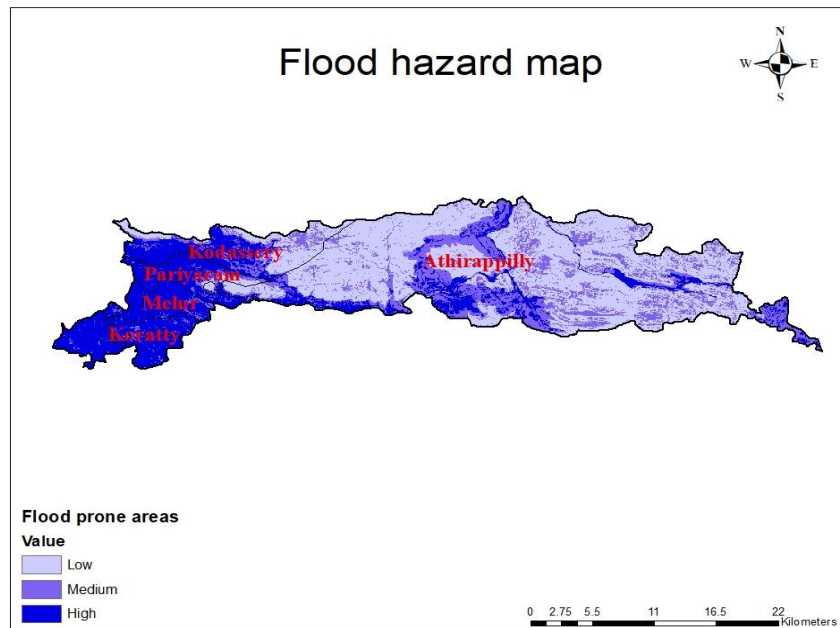 Flood hazard map
N
W E
S
Kodassery
Pariyaram
Athirappilly
Melur
Koratty
Flood prone areas
Value
Low
Medium
High
0 2.75 5.5 11 16.5 22
Kilometers